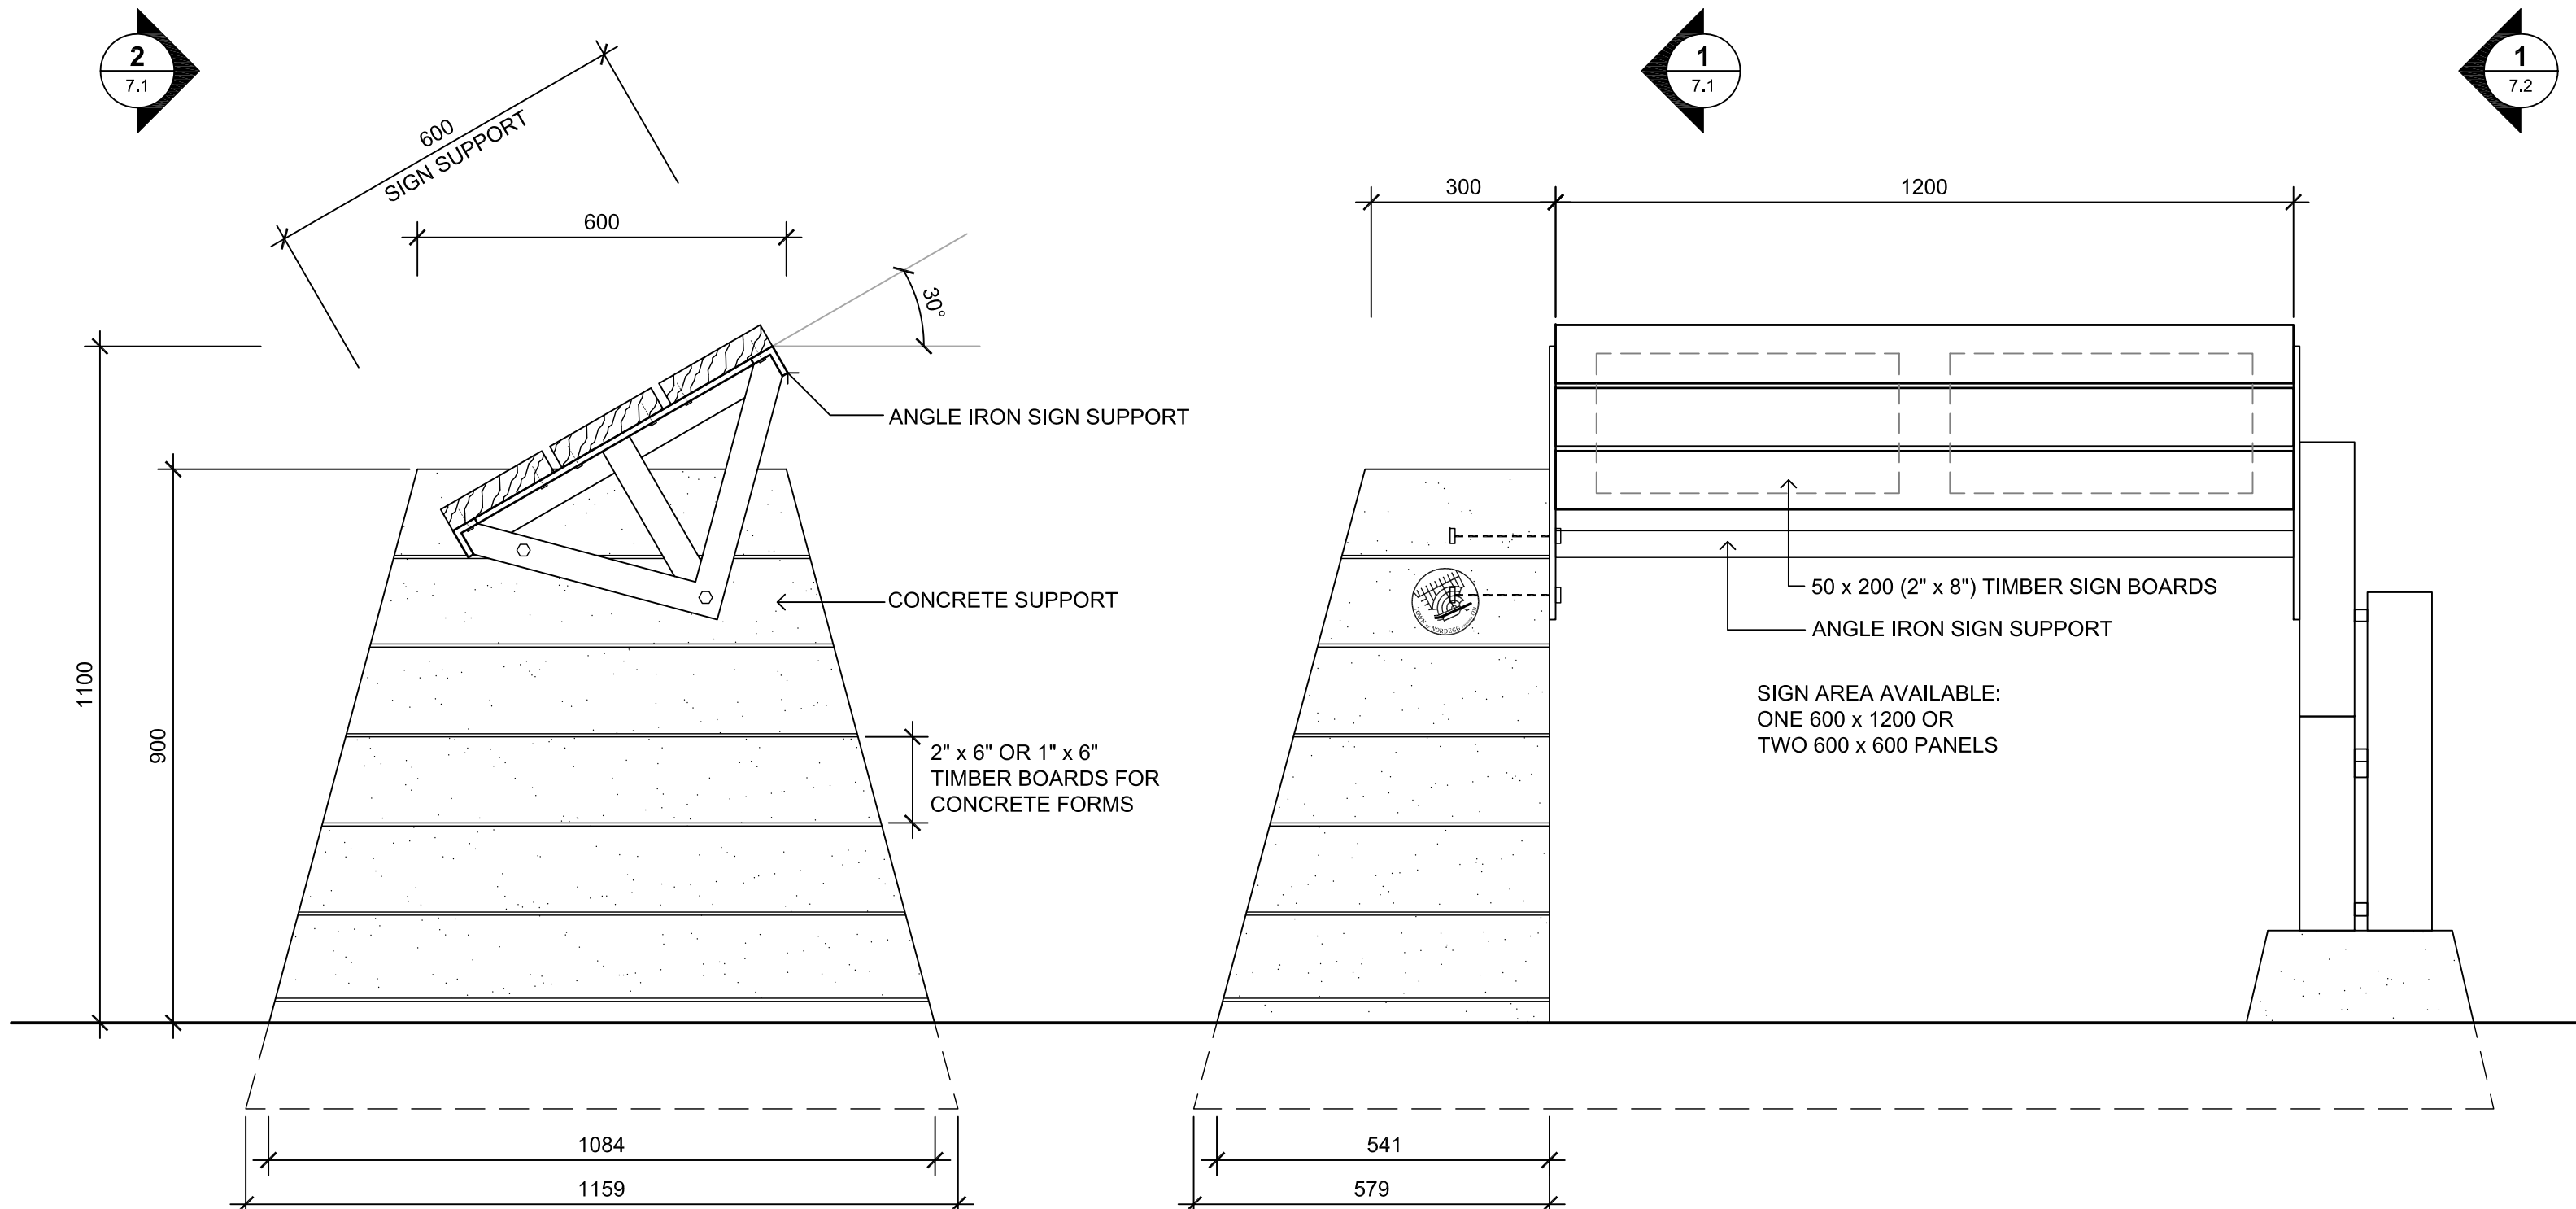 2
7.1
1
7.1
1
7.2
600
SIGN SUPPORT
600
30°
300
1200
ANGLE IRON SIGN SUPPORT
CONCRETE SUPPORT
1100
900
2" x 6" OR 1" x 6"
TIMBER BOARDS FOR
CONCRETE FORMS
50 x 200 (2" x 8") TIMBER SIGN BOARDS
ANGLE IRON SIGN SUPPORT
SIGN AREA AVAILABLE:
ONE 600 x 1200 OR
TWO 600 x 600 PANELS
TOWN OF NORDEGG
1084
1159
541
579